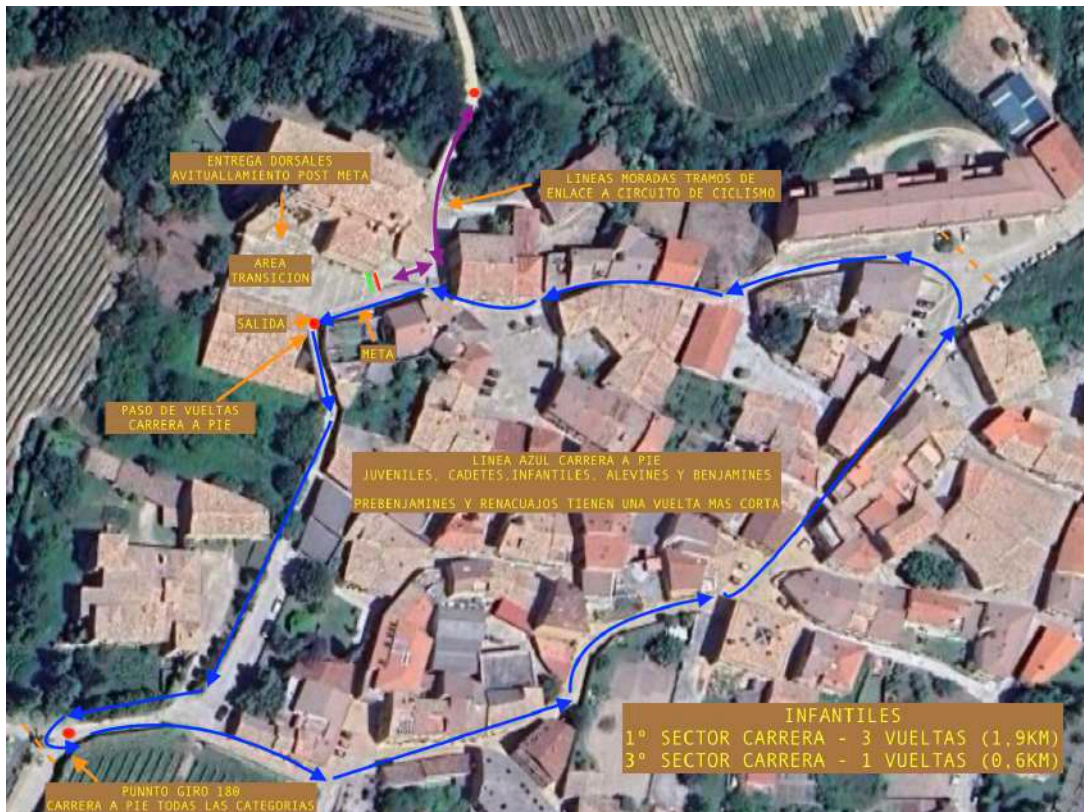 ENTREGA DORSALES
AVITUALLAMIENTO POST META
LINEAS MORADAS TRAMOS DE
ENLACE A CIRCUITO DE CICLISMO
AREA
TRANSICION
SALIDA
META
PASO DE VUELTAS
CARRERA A PIE
LINEA AZUL CARRERA A PIE
JUVENILES, CADETES,INFANTILES, ALEVINES Y BENJAMINES
PREBENJAMINES Y RENACUAJOS TIENEN UNA VUELTA MAS CORTA
INFANTILES
1º SECTOR CARRERA - 3 VUELTAS (1,9KM)
3º SECTOR CARRERA - 1 VUELTAS (0,6KM)
PUNNTO GIRO 180
CARRERA A PIE TODAS LAS CATEGORIAS